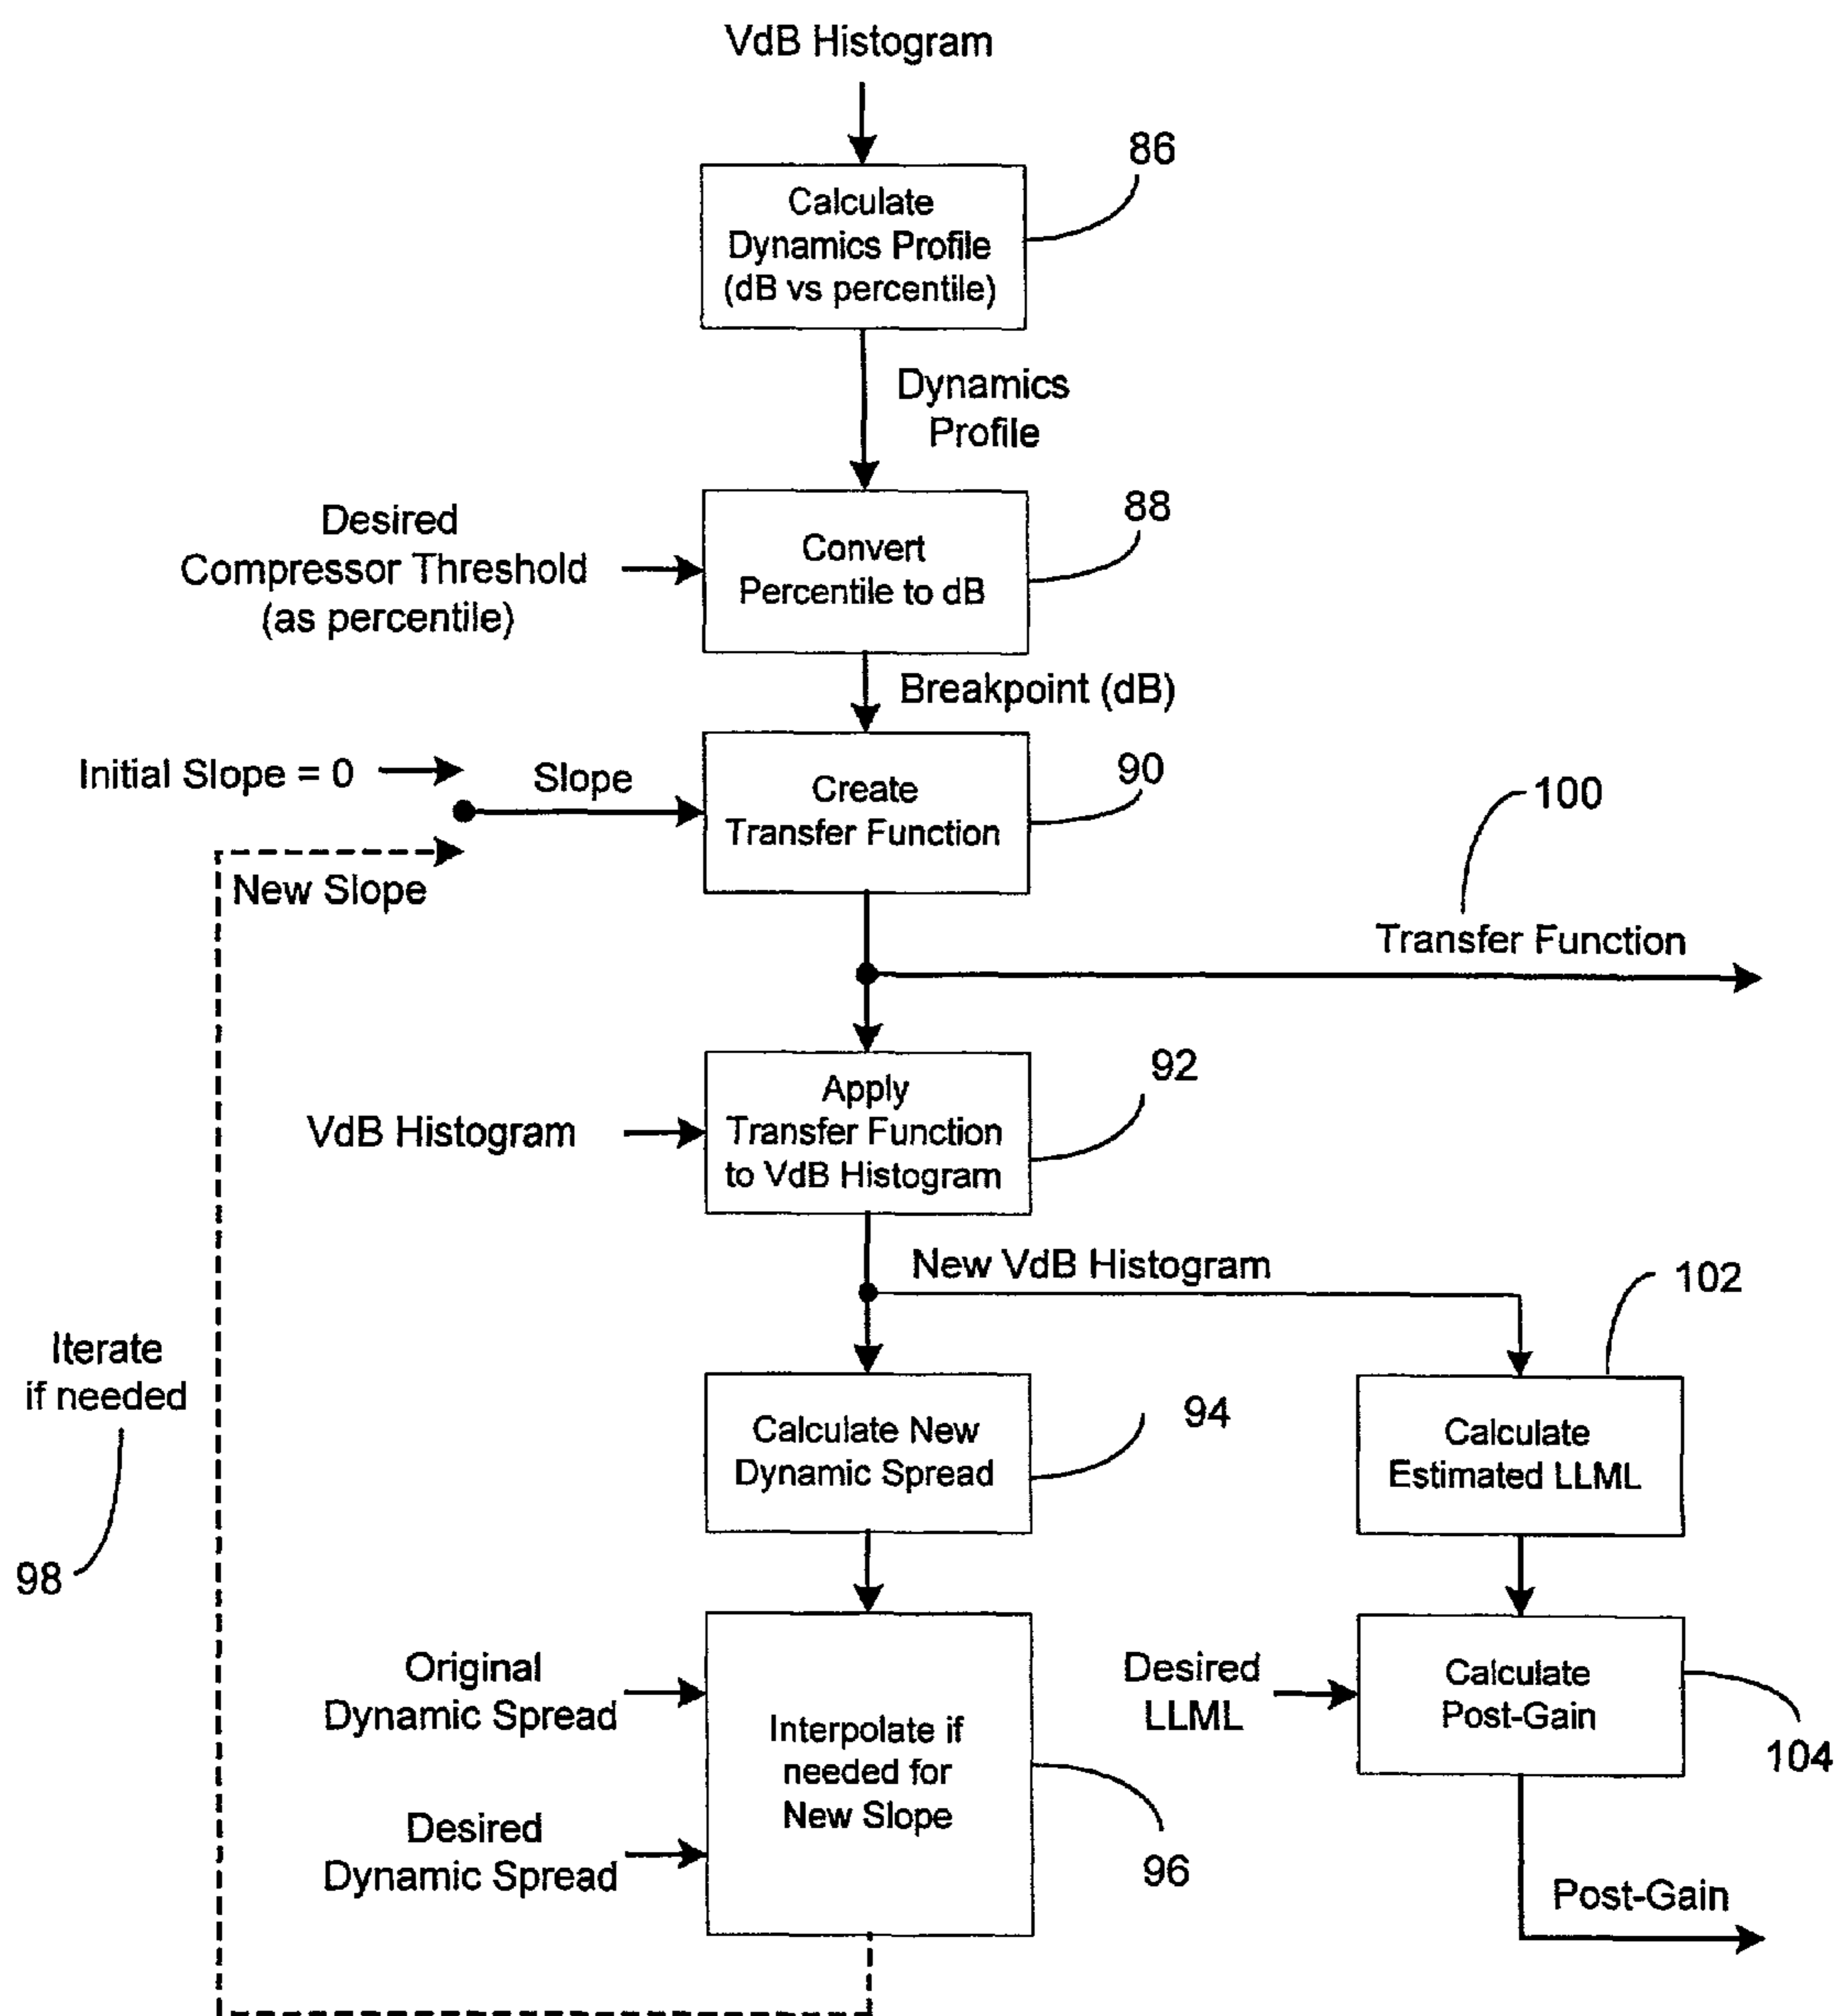 VdB Histogram
86
Calculate
Dynamics Profile
(dB vs percentile)
Dynamics
Profile
Desired
Compressor Threshold
(as percentile)
88
Convert
Percentile to dB
Breakpoint (dB)
Initial Slope = 0
Slope
New Slope
90
Create
Transfer Function
100
Transfer Function
92
VdB Histogram
Apply
Transfer Function
to VdB Histogram
New VdB Histogram
102
Iterate
if needed
98
94
Calculate New
Dynamic Spread
Calculate
Estimated LLML
Original
Dynamic Spread
Desired
Dynamic Spread
Interpolate if
needed for
New Slope
96
Desired
LLML
Calculate
Post-Gain
104
Post-Gain